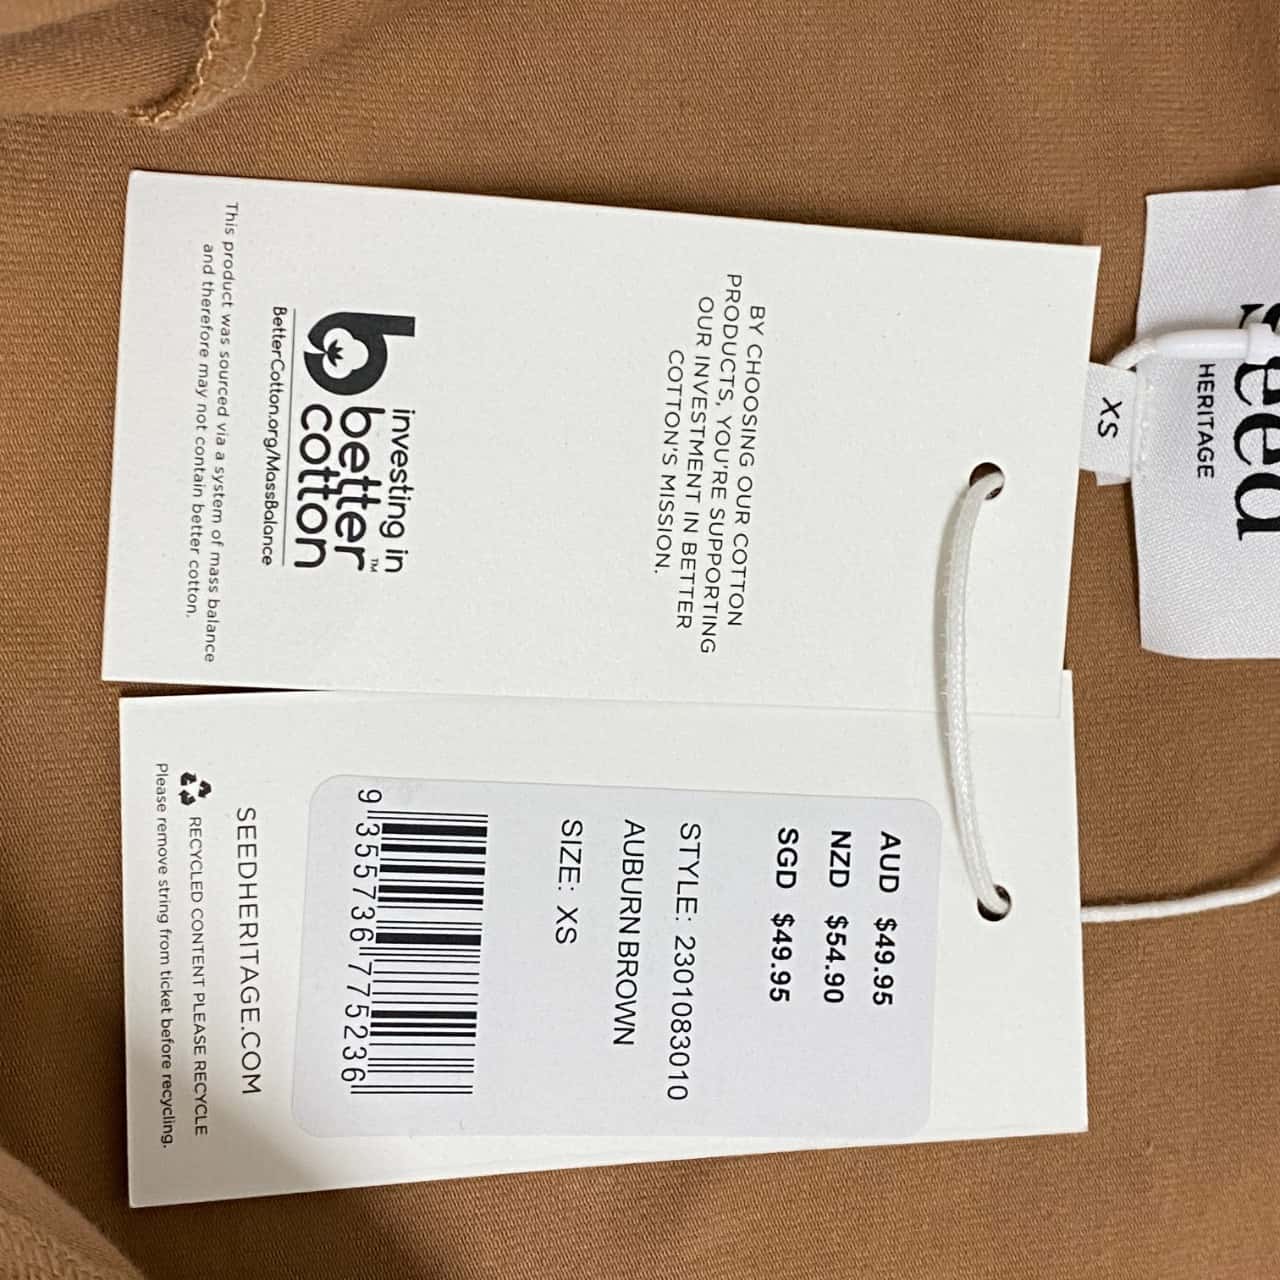 seed
HERITAGE
XS
BY CHOOSING OUR COTTON
PRODUCTS, YOU'RE SUPPORTING
OUR INVESTMENT IN BETTER
COTTON'S MISSION.
investing in
better
cotton™
BetterCotton.org/MassBalance
This product was sourced via a system of mass balance
and therefore may not contain better cotton.
AUD $49.95
NZD $54.90
SGD $49.95
STYLE: 2301083010
AUBURN BROWN
SIZE: XS
9 355736 775236
SEEDHERITAGE.COM
RECYCLED CONTENT PLEASE RECYCLE
Please remove string from ticket before recycling.